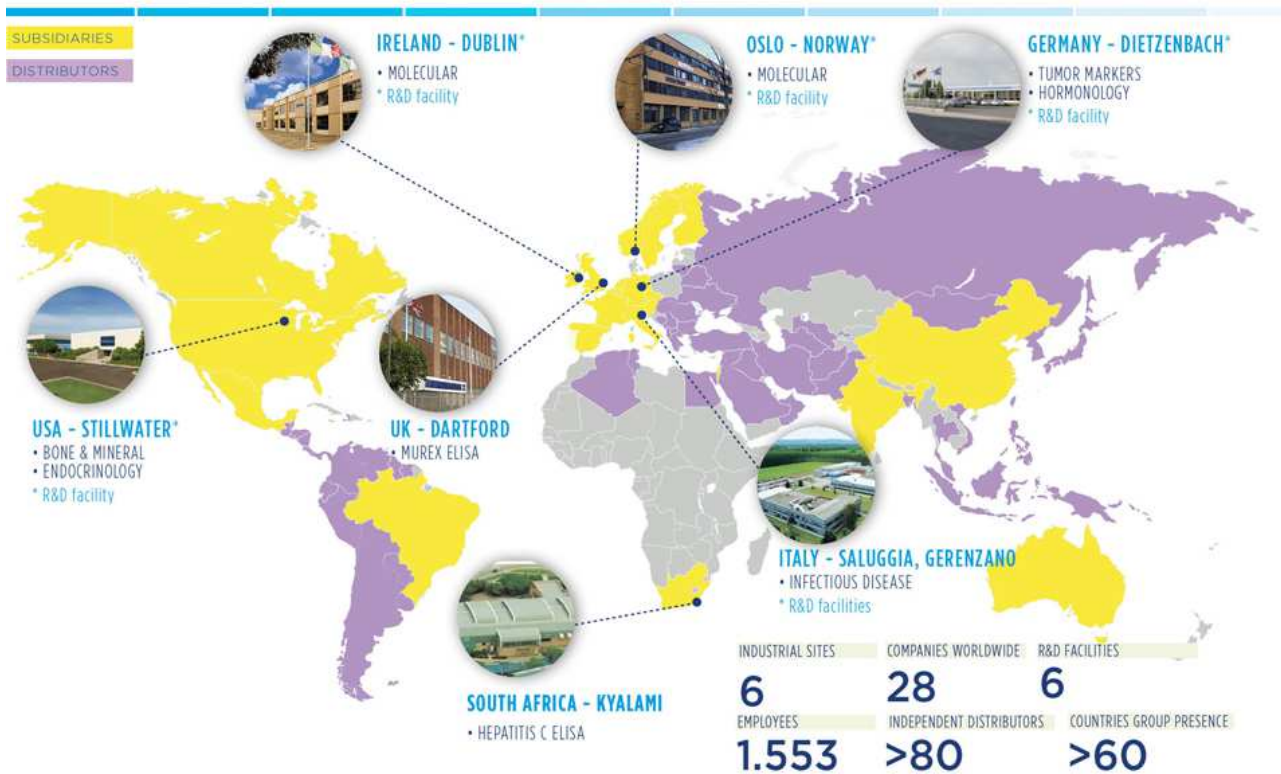 SUBSIDIARIES
DISTRIBUTORS
IRELAND - DUBLIN*
• MOLECULAR
* R&D facility
OSLO - NORWAY*
• MOLECULAR
* R&D facility
GERMANY - DIETZENBACH*
• TUMOR MARKERS
• HORMONOLOGY
* R&D facility
USA - STILLWATER*
• BONE & MINERAL
• ENDOCRINOLOGY
* R&D facility
UK - DARTFORD
• MUREX ELISA
ITALY - SALUGGIA, GERENZANO
• INFECTIOUS DISEASE
* R&D facilities
SOUTH AFRICA - KYALAMI
• HEPATITIS C ELISA
INDUSTRIAL SITES
6
COMPANIES WORLDWIDE
28
R&D FACILITIES
6
EMPLOYEES
1.553
INDEPENDENT DISTRIBUTORS
>80
COUNTRIES GROUP PRESENCE
>60